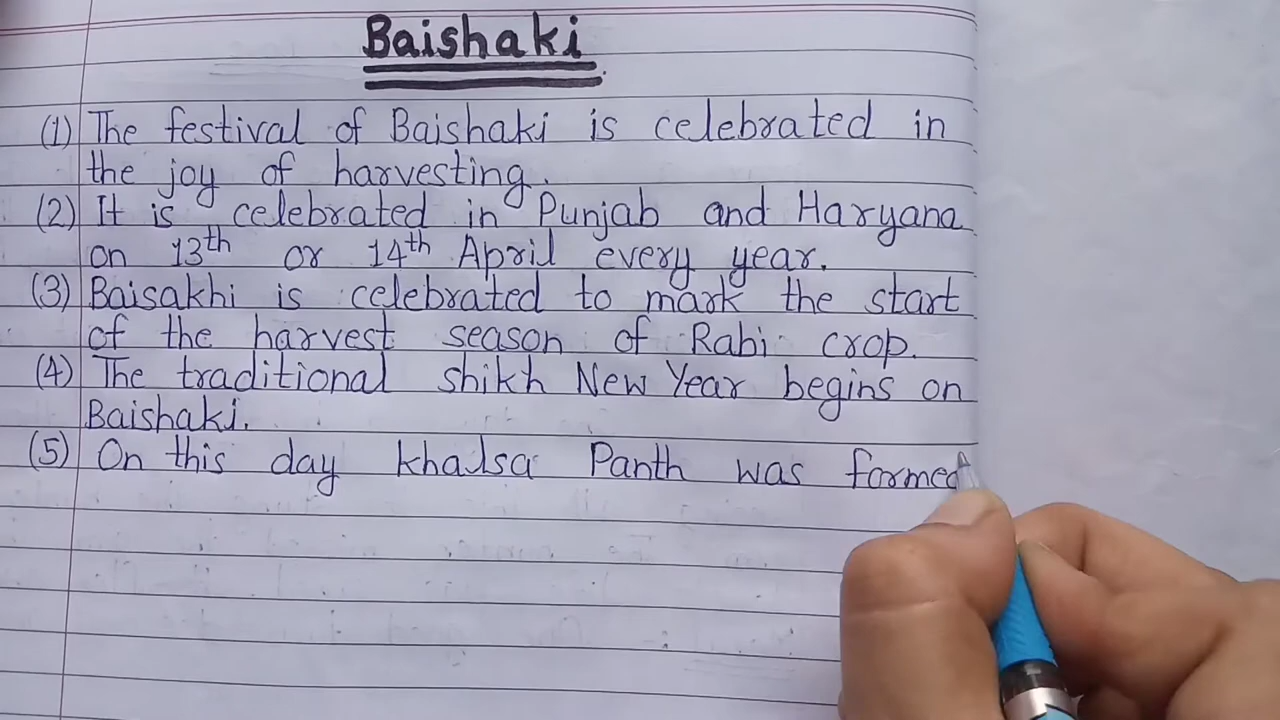 Baishaki
(1) The festival of Baishaki is celebrated in
the joy of harvesting.
(2) It is celebrated in Punjab and Haryana
on 13th or 14th April every year.
(3) Baisakhi is celebrated to mark the start
of the harvest season of Rabi crop.
(4) The traditional shikh New Year begins on
Baishaki.
(5) On this day khalsa Panth was formed